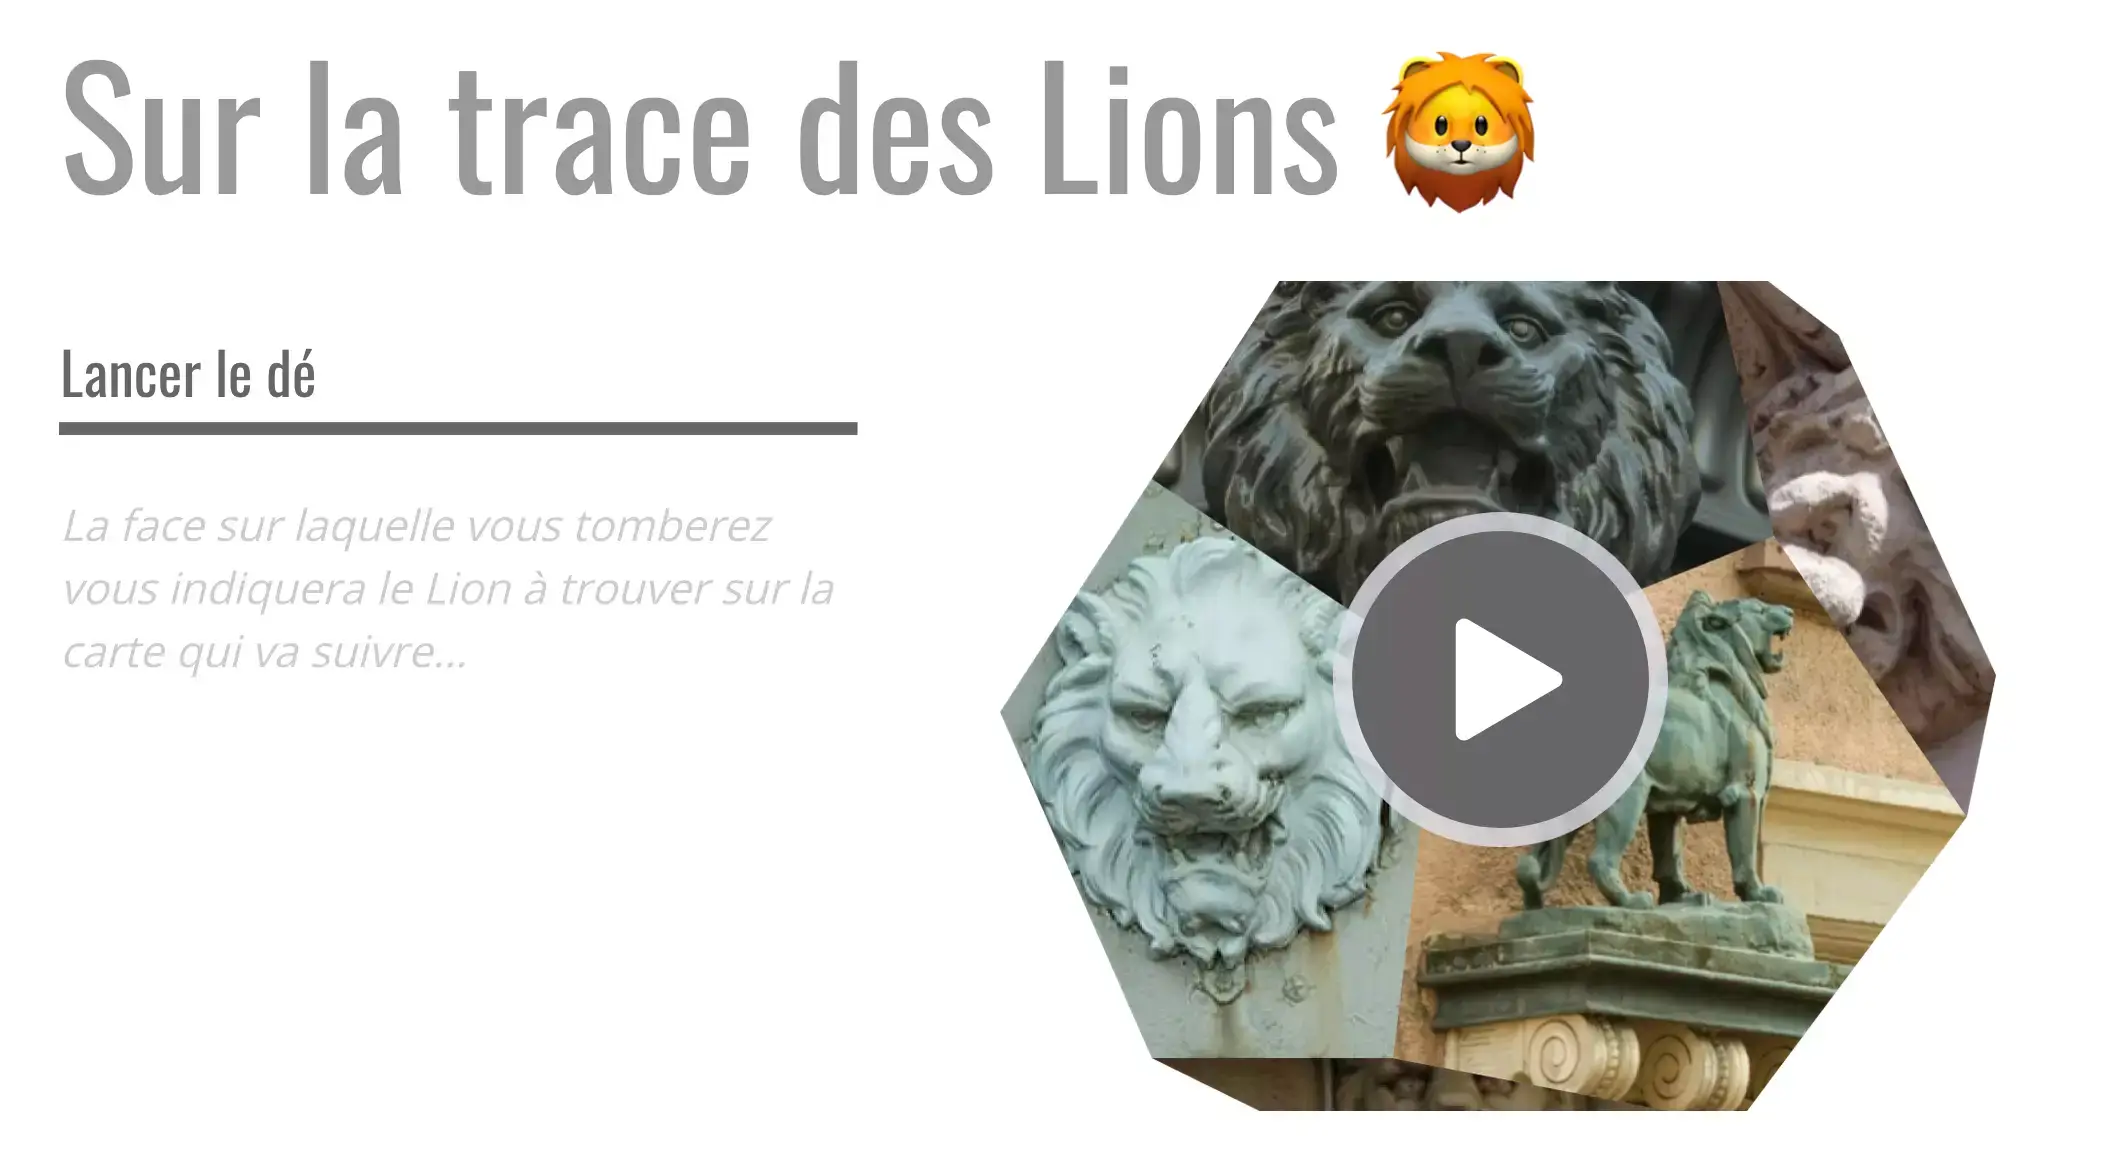 Sur la trace des Lions 🦁
Lancer le dé
La face sur laquelle vous tomberez
vous indiquera le Lion à trouver sur la
carte qui va suivre...